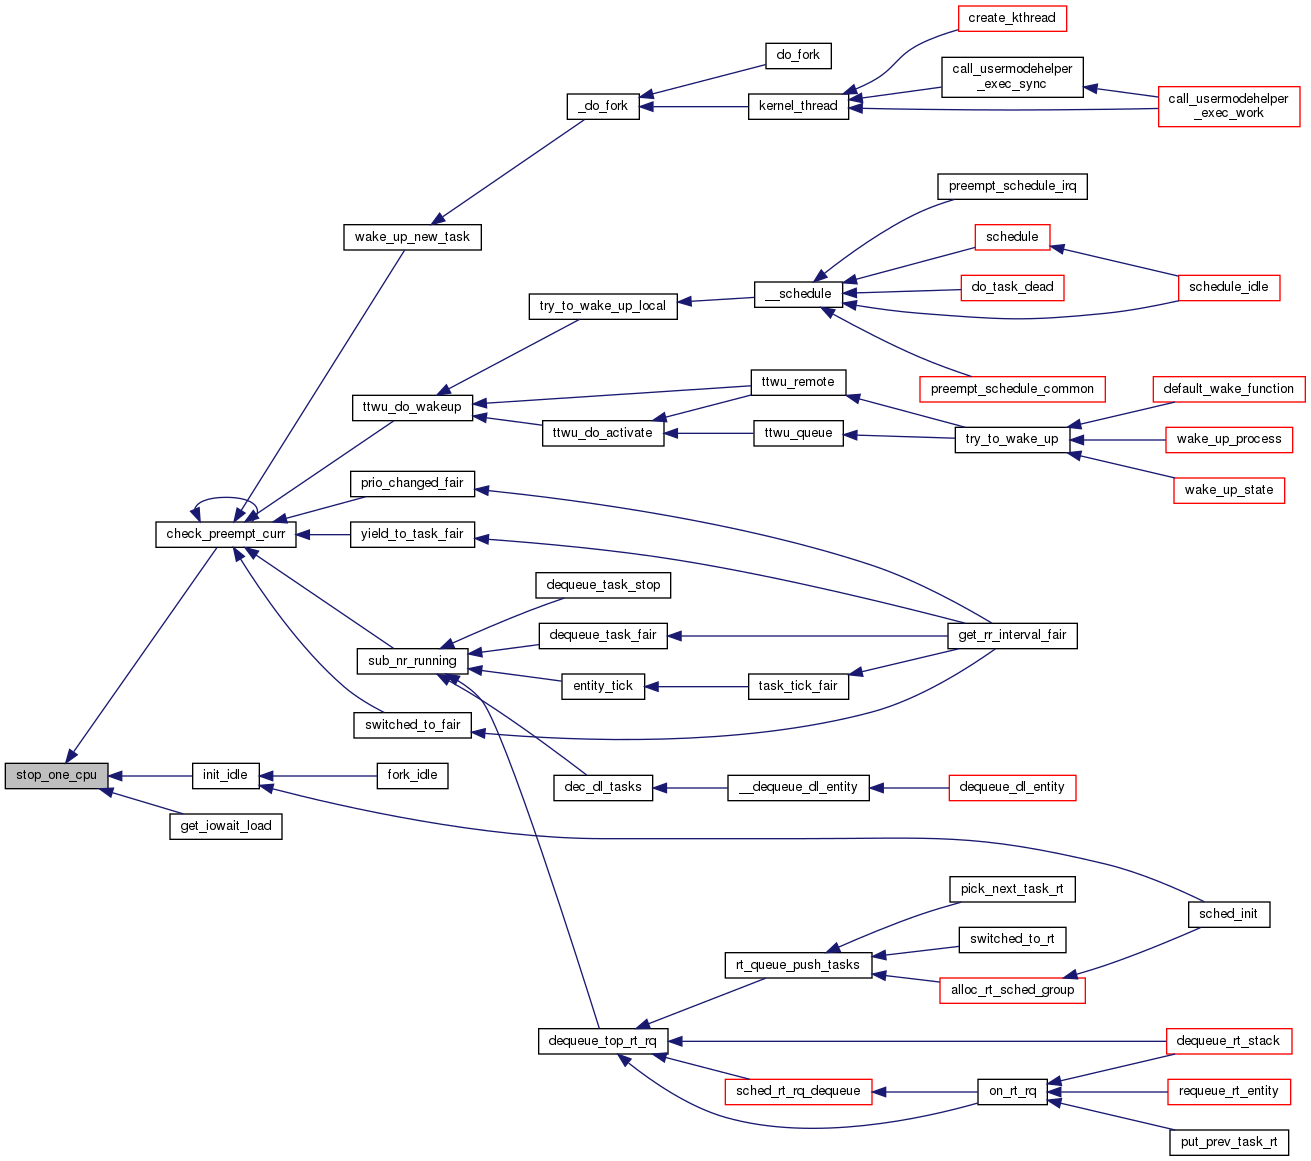 create_kthread
do_fork
call_usermodehelper
_exec_sync
_do_fork
kernel_thread
call_usermodehelper
_exec_work
preempt_schedule_irq
wake_up_new_task
schedule
try_to_wake_up_local
__schedule
do_task_dead
schedule_idle
ttwu_remote
preempt_schedule_common
default_wake_function
ttwu_do_wakeup
ttwu_do_activate
ttwu_queue
try_to_wake_up
wake_up_process
prio_changed_fair
wake_up_state
check_preempt_curr
yield_to_task_fair
dequeue_task_stop
dequeue_task_fair
get_rr_interval_fair
sub_nr_running
entity_tick
task_tick_fair
switched_to_fair
stop_one_cpu
init_idle
fork_idle
dec_dl_tasks
__dequeue_dl_entity
dequeue_dl_entity
get_iowait_load
pick_next_task_rt
sched_init
switched_to_rt
rt_queue_push_tasks
alloc_rt_sched_group
dequeue_top_rt_rq
dequeue_rt_stack
sched_rt_rq_dequeue
on_rt_rq
requeue_rt_entity
put_prev_task_rt